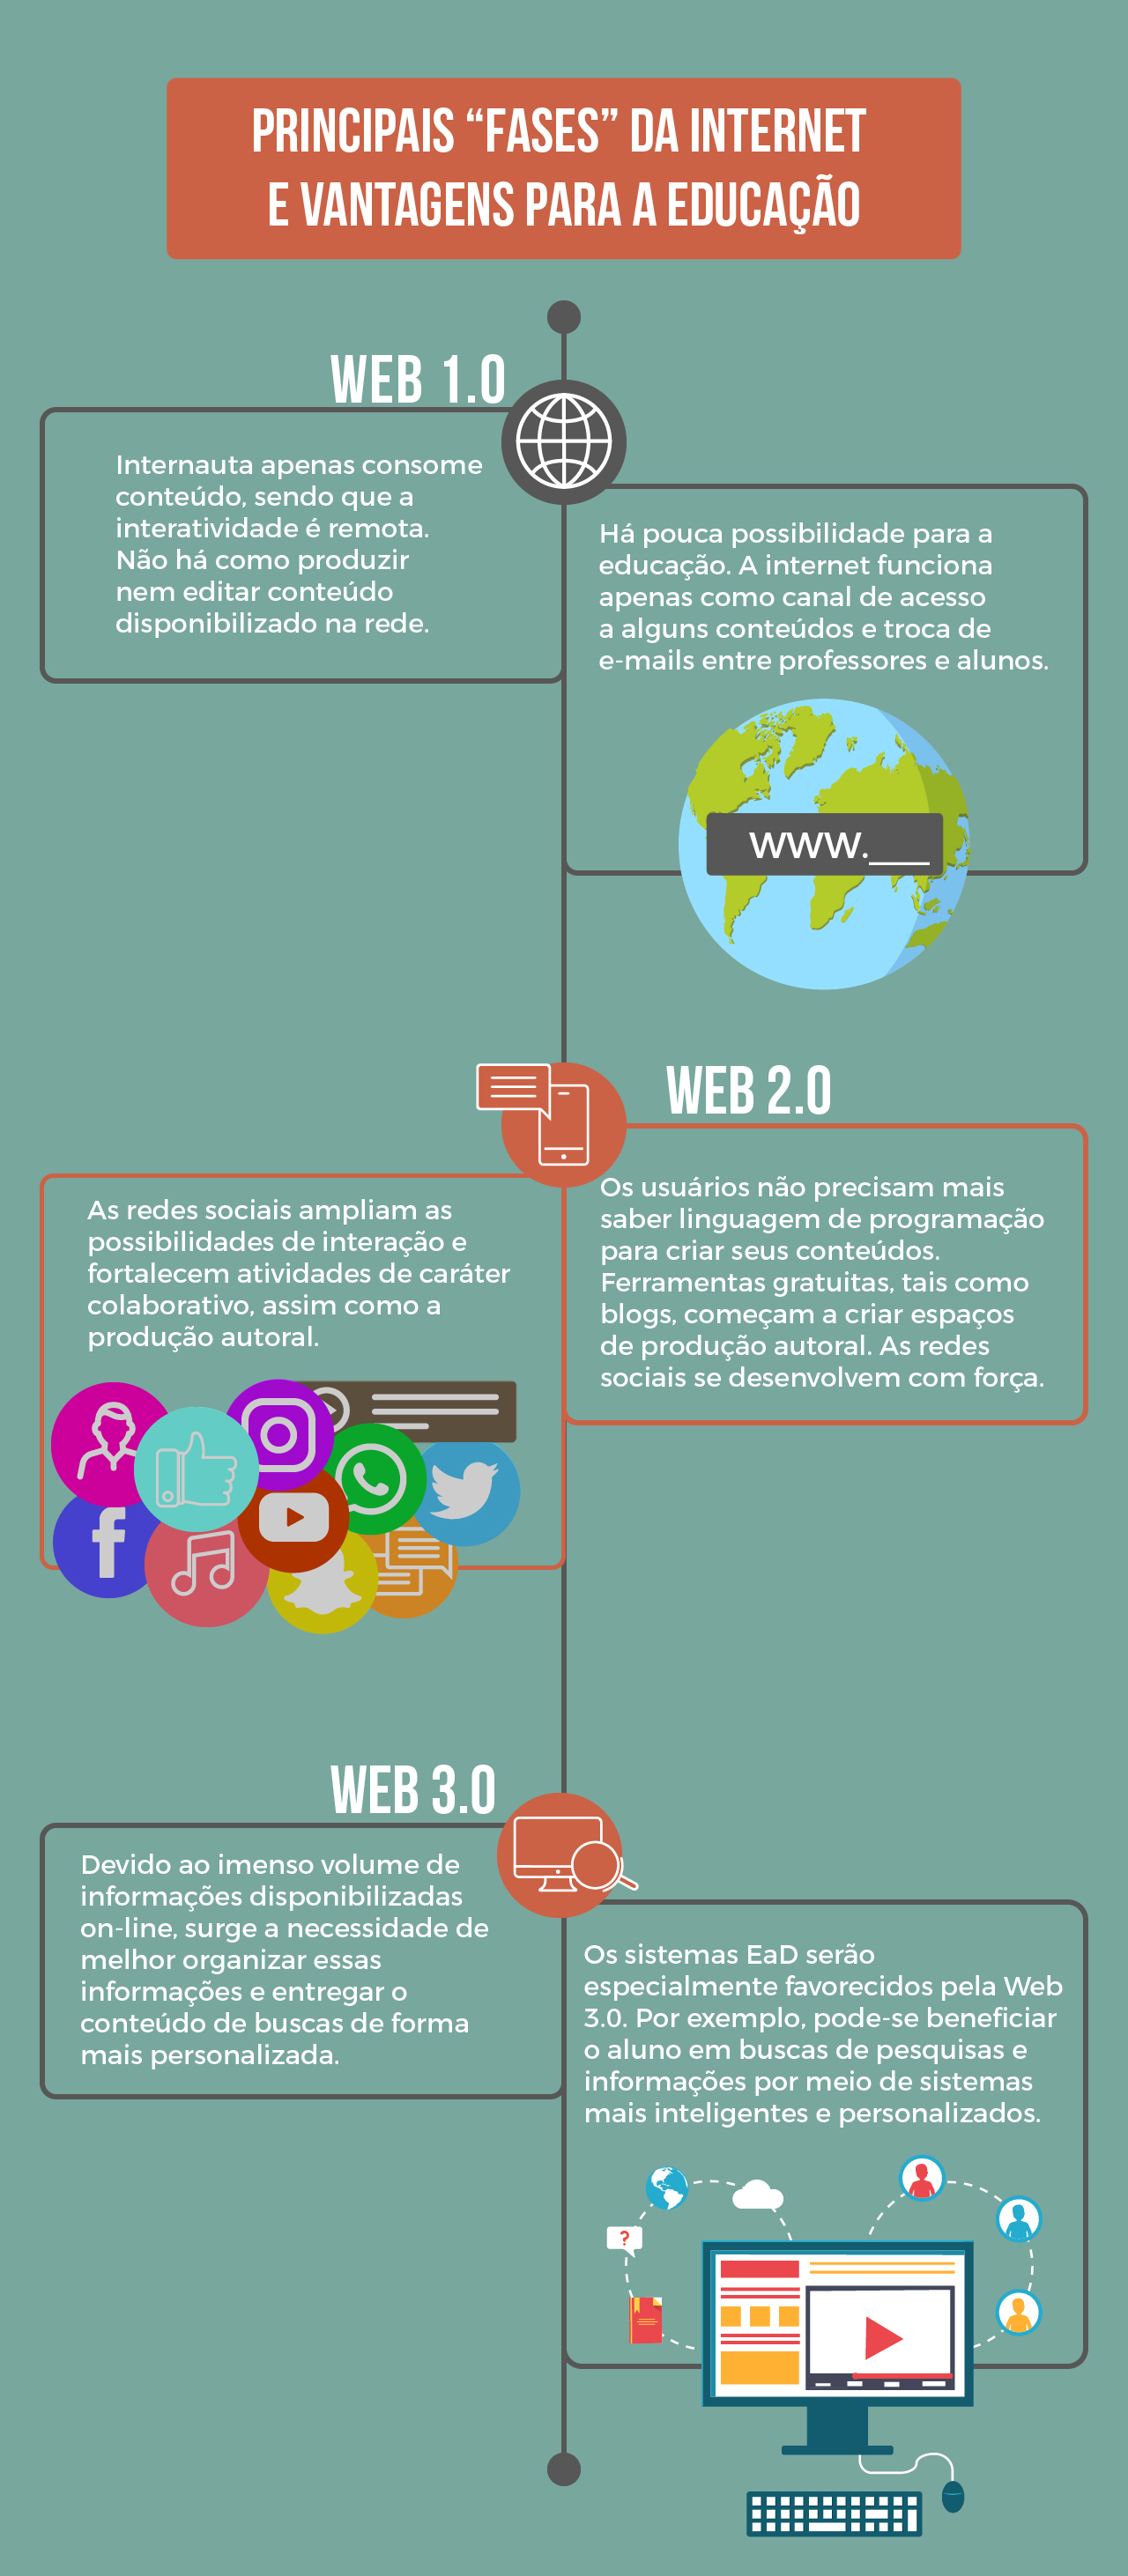 PRINCIPAIS “FASES” DA INTERNET
E VANTAGENS PARA A EDUCAÇÃO
WEB 1.0
Internauta apenas consome
conteúdo, sendo que a
interatividade é remota.
Não há como produzir
nem editar conteúdo
disponibilizado na rede.
Há pouca possibilidade para a
educação. A internet funciona
apenas como canal de acesso
a alguns conteúdos e troca de
e-mails entre professores e alunos.
WWW.___
WEB 2.0
Os usuários não precisam mais
saber linguagem de programação
para criar seus conteúdos.
Ferramentas gratuitas, tais como
blogs, começam a criar espaços
de produção autoral. As redes
sociais se desenvolvem com força.
As redes sociais ampliam as
possibilidades de interação e
fortalecem atividades de caráter
colaborativo, assim como a
produção autoral.
WEB 3.0
Devido ao imenso volume de
informações disponibilizadas
on-line, surge a necessidade de
melhor organizar essas
informações e entregar o
conteúdo de buscas de forma
mais personalizada.
Os sistemas EaD serão
especialmente favorecidos pela Web
3.0. Por exemplo, pode-se beneficiar
o aluno em buscas de pesquisas e
informações por meio de sistemas
mais inteligentes e personalizados.
?